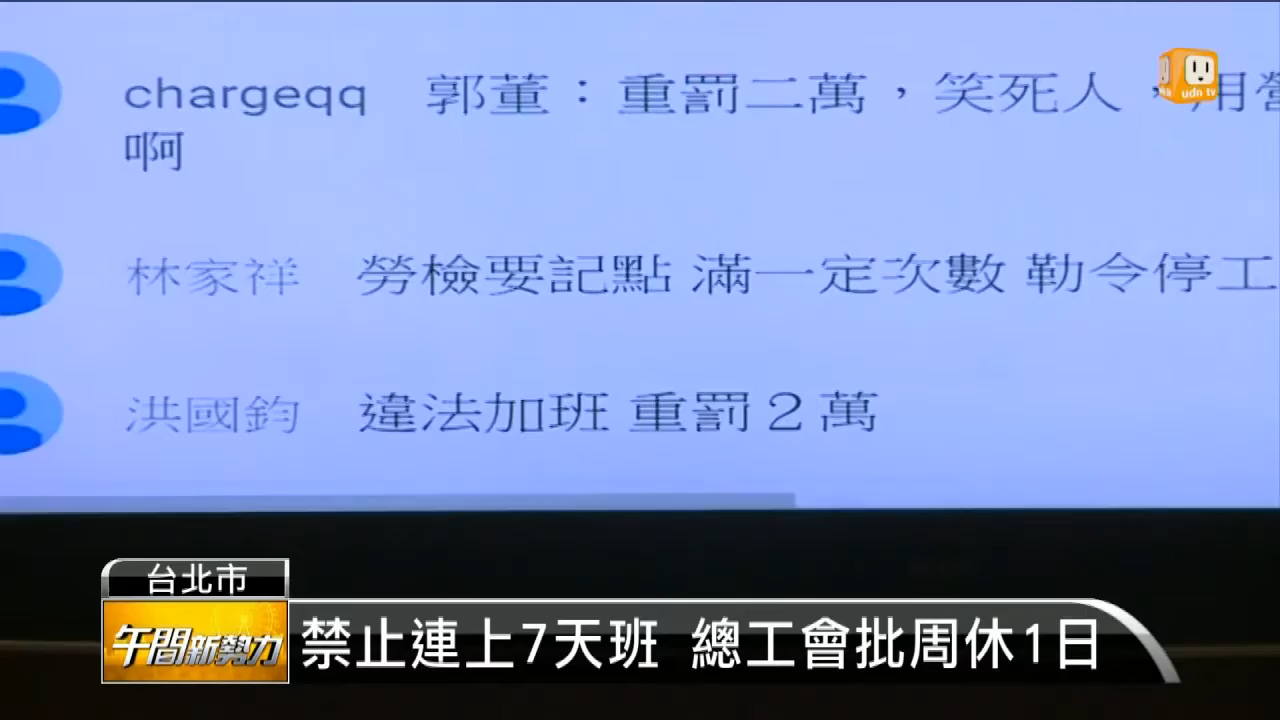 chargeqq 郭董：重罰二萬，笑死人，用營
啊
林家祥 勞檢要記點 滿一定次數 勒令停工
洪國鈞 違法加班 重罰２萬
udn tv
台北市
午間新勢力
禁止連上7天班 總工會批周休1日